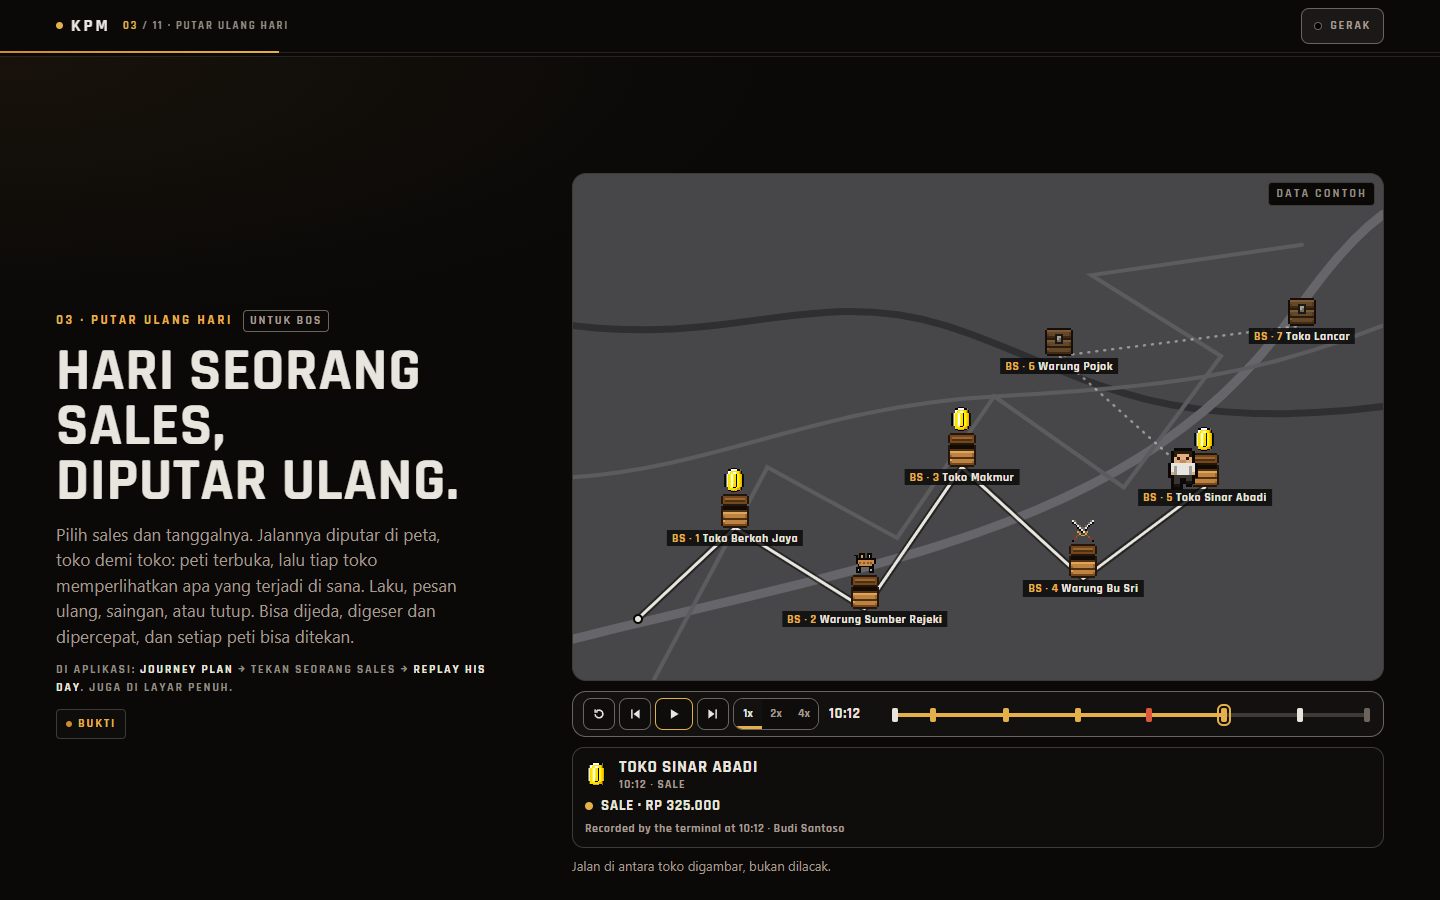 KPM 03 / 11 · PUTAR ULANG HARI
GERAK
03 · PUTAR ULANG HARI UNTUK BOS
HARI SEORANG
SALES,
DIPUTAR ULANG.
Pilih sales dan tanggalnya. Jalannya diputar di peta,
toko demi toko: peti terbuka, lalu tiap toko
memperlihatkan apa yang terjadi di sana. Laku, pesan
ulang, saingan, atau tutup. Bisa dijeda, digeser dan
dipercepat, dan setiap peti bisa ditekan.
DI APLIKASI: JOURNEY PLAN → TEKAN SEORANG SALES → REPLAY HIS
DAY. JUGA DI LAYAR PENUH.
BUKTI
DATA CONTOH
BS · 7 Toko Lancar
BS · 6 Warung Pojok
BS · 3 Toko Makmur
BS · 5 Toko Sinar Abadi
BS · 1 Toko Berkah Jaya
BS · 4 Warung Bu Sri
BS · 2 Warung Sumber Rejeki
1x 2x 4x 10:12
TOKO SINAR ABADI
10:12 · SALE
SALE · RP 325.000
Recorded by the terminal at 10:12 · Budi Santoso
Jalan di antara toko digambar, bukan dilacak.